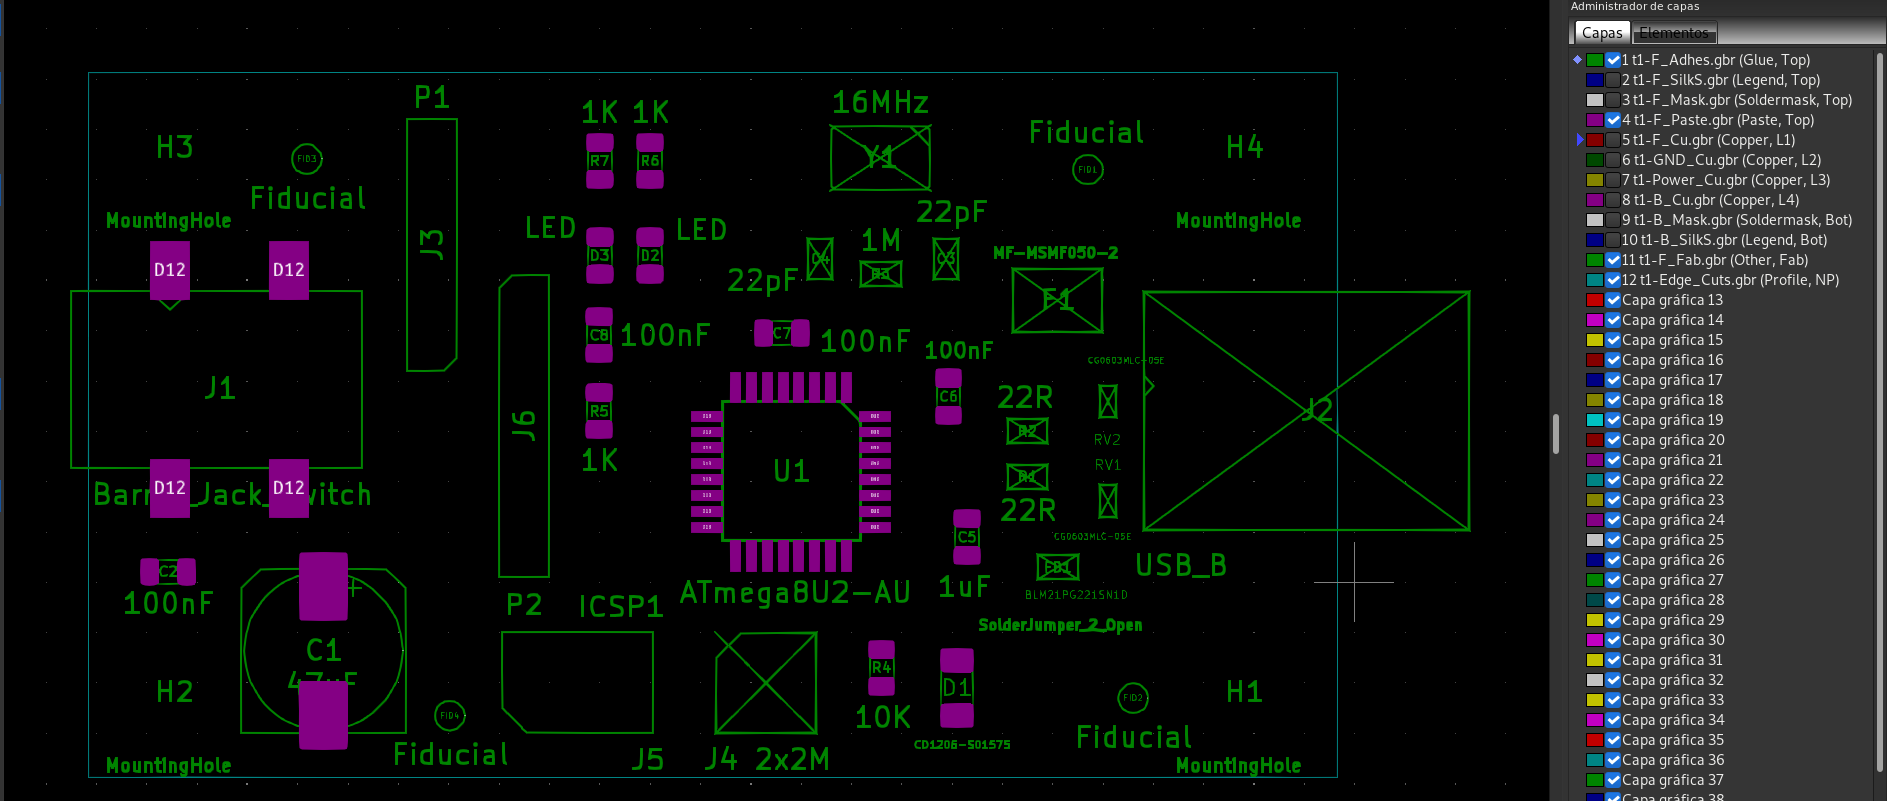 Administrador de capas
Capas
Elementos
1 t1-F_Adhes.gbr (Glue, Top)
2 t1-F_SilkS.gbr (Legend, Top)
3 t1-F_Mask.gbr (Soldermask, Top)
4 t1-F_Paste.gbr (Paste, Top)
5 t1-F_Cu.gbr (Copper, L1)
6 t1-GND_Cu.gbr (Copper, L2)
7 t1-Power_Cu.gbr (Copper, L3)
8 t1-B_Cu.gbr (Copper, L4)
9 t1-B_Mask.gbr (Soldermask, Bot)
10 t1-B_SilkS.gbr (Legend, Bot)
11 t1-F_Fab.gbr (Other, Fab)
12 t1-Edge_Cuts.gbr (Profile, NP)
Capa gráfica 13
Capa gráfica 14
Capa gráfica 15
Capa gráfica 16
Capa gráfica 17
Capa gráfica 18
Capa gráfica 19
Capa gráfica 20
Capa gráfica 21
Capa gráfica 22
Capa gráfica 23
Capa gráfica 24
Capa gráfica 25
Capa gráfica 26
Capa gráfica 27
Capa gráfica 28
Capa gráfica 29
Capa gráfica 30
Capa gráfica 31
Capa gráfica 32
Capa gráfica 33
Capa gráfica 34
Capa gráfica 35
Capa gráfica 36
Capa gráfica 37
Capa gráfica 38
P1
1K 1K
16MHz
H3
FID3
Fiducial
MountingHole
R7
R6
Y1
Fiducial
FID1
H4
MountingHole
22pF
LED
LED
J3
D12
D12
D3
D2
C4
1M
R3
C3
22pF
MF-MSMF050-2
F1
C8
100nF
C7
100nF
100nF
CG0603MLC-05E
J1
J6
R5
1K
C6
22R
R2
RV2
RV1
R1
22R
J2
U1
D12
D12
Barr
_Jack_
witch
C5
CG0603MLC-05E
1uF
FB1
USB_B
BLM21PG221SN1D
C2
100nF
ATmega8U2-AU
P2
ICSP1
SolderJumper_2_Open
C1
47uF
H2
FID4
Fiducial
MountingHole
J5
J4 2x2M
R4
10K
D1
CD1206-S01575
FID2
Fiducial
H1
MountingHole